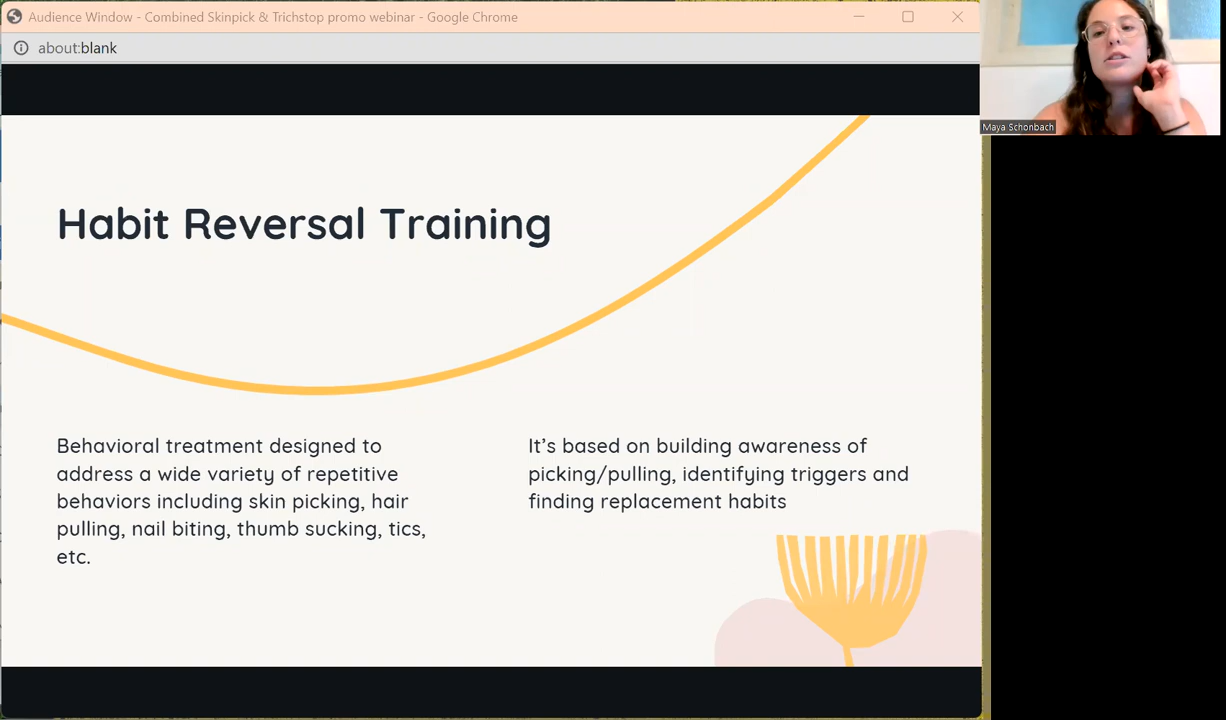 Audience Window - Combined Skinpick & Trichstop promo webinar - Google Chrome
about:blank
Maya Schonbach
Habit Reversal Training
Behavioral treatment designed to
address a wide variety of repetitive
behaviors including skin picking, hair
pulling, nail biting, thumb sucking, tics,
etc.
It’s based on building awareness of
picking/pulling, identifying triggers and
finding replacement habits